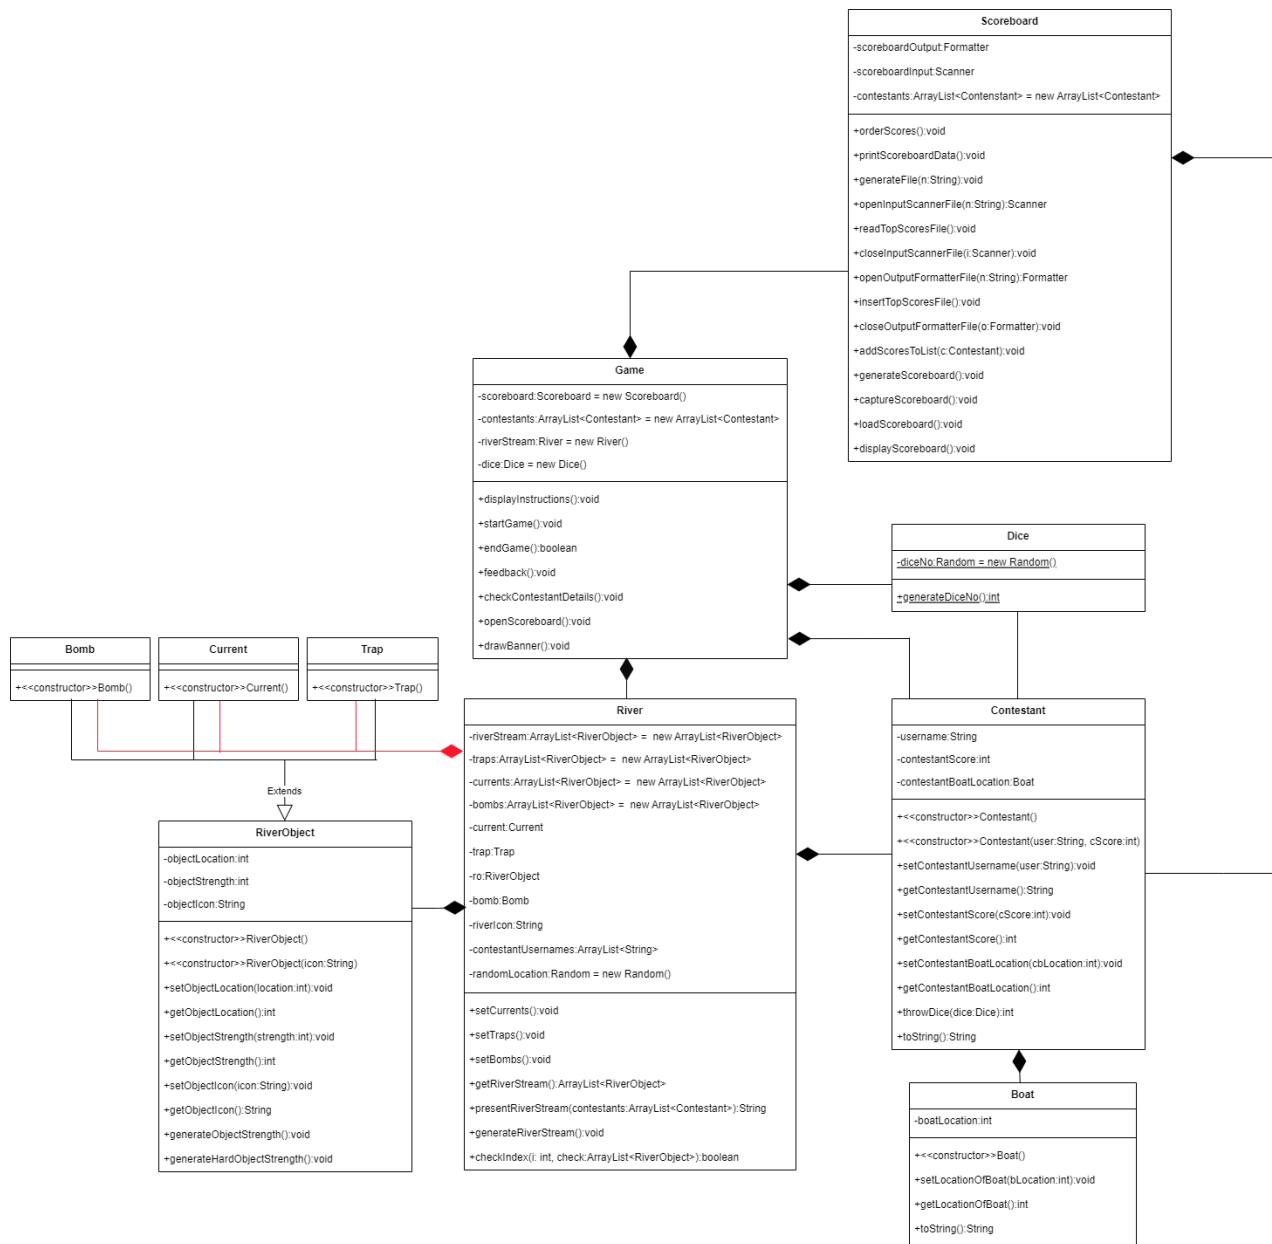 Scoreboard
-scoreboardOutput:Formatter
-scoreboardInput:Scanner
-contestants:ArrayList<Contenstant> = new ArrayList<Contestant>
+orderScores():void
+printScoreboardData():void
+generateFile(n:String):void
+openInputScannerFile(n:String):Scanner
+readTopScoresFile():void
+closeInputScannerFile(i:Scanner):void
+openOutputFormatterFile(n:String):Formatter
+insertTopScoresFile():void
+closeOutputFormatterFile(o:Formatter):void
+addScoresToList(c:Contestant):void
+generateScoreboard():void
+captureScoreboard():void
+loadScoreboard():void
+displayScoreboard():void
Game
-scoreboard:Scoreboard = new Scoreboard()
-contestants:ArrayList<Contestant> = new ArrayList<Contestant>
-riverStream:River = new River()
-dice:Dice = new Dice()
+displayInstructions():void
+startGame():void
+endGame():boolean
+feedback():void
+checkContestantDetails():void
+openScoreboard():void
+drawBanner():void
Dice
-diceNo:Random = new Random()
+generateDiceNo():int
Bomb
+<<constructor>>Bomb()
Current
+<<constructor>>Current()
Trap
+<<constructor>>Trap()
Extends
RiverObject
-objectLocation:int
-objectStrength:int
-objectIcon:String
+<<constructor>>RiverObject()
+<<constructor>>RiverObject(icon:String)
+setObjectLocation(location:int):void
+getObjectLocation():int
+setObjectStrength(strength:int):void
+getObjectStrength():int
+setObjectIcon(icon:String):void
+getObjectIcon():String
+generateObjectStrength():void
+generateHardObjectStrength():void
River
-riverStream:ArrayList<RiverObject> = new ArrayList<RiverObject>
-traps:ArrayList<RiverObject> = new ArrayList<RiverObject>
-currents:ArrayList<RiverObject> = new ArrayList<RiverObject>
-bombs:ArrayList<RiverObject> = new ArrayList<RiverObject>
-current:Current
-trap:Trap
-ro:RiverObject
-bomb:Bomb
-riverIcon:String
-contestantUsernames:ArrayList<String>
-randomLocation:Random = new Random()
+setCurrents():void
+setTraps():void
+setBombs():void
+getRiverStream():ArrayList<RiverObject>
+presentRiverStream(contestants:ArrayList<Contestant>):String
+generateRiverStream():void
+checkIndex(i: int, check:ArrayList<RiverObject>):boolean
Contestant
-username:String
-contestantScore:int
-contestantBoatLocation:Boat
+<<constructor>>Contestant()
+<<constructor>>Contestant(user:String, cScore:int)
+setContestantUsername(user:String):void
+getContestantUsername():String
+setContestantScore(cScore:int):void
+getContestantScore():int
+setContestantBoatLocation(cbLocation:int):void
+getContestantBoatLocation():int
+throwDice(dice:Dice):int
+toString():String
Boat
-boatLocation:int
+<<constructor>>Boat()
+setLocationOfBoat(bLocation:int):void
+getLocationOfBoat():int
+toString():String